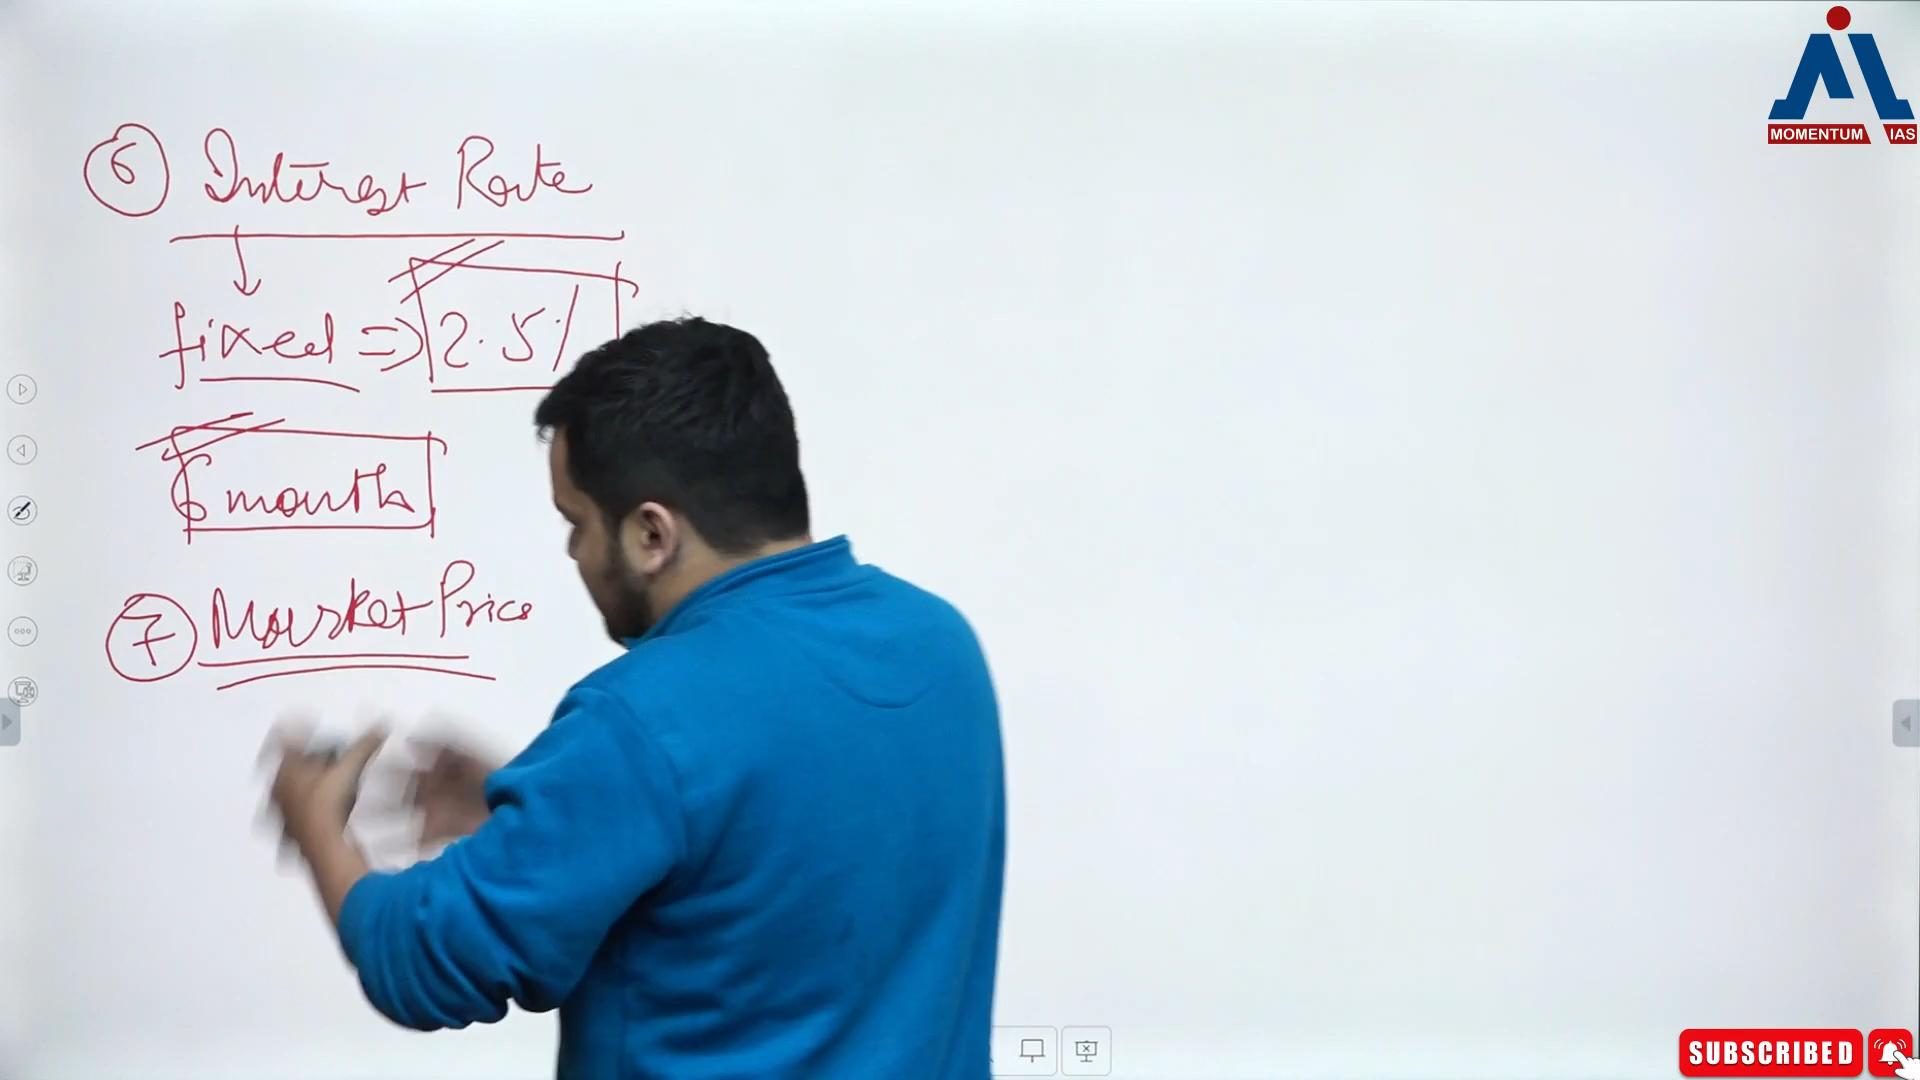 6 Interest Rate
fixed => 2.5%
6 month
7 Market Price
MOMENTUM IAS
SUBSCRIBED